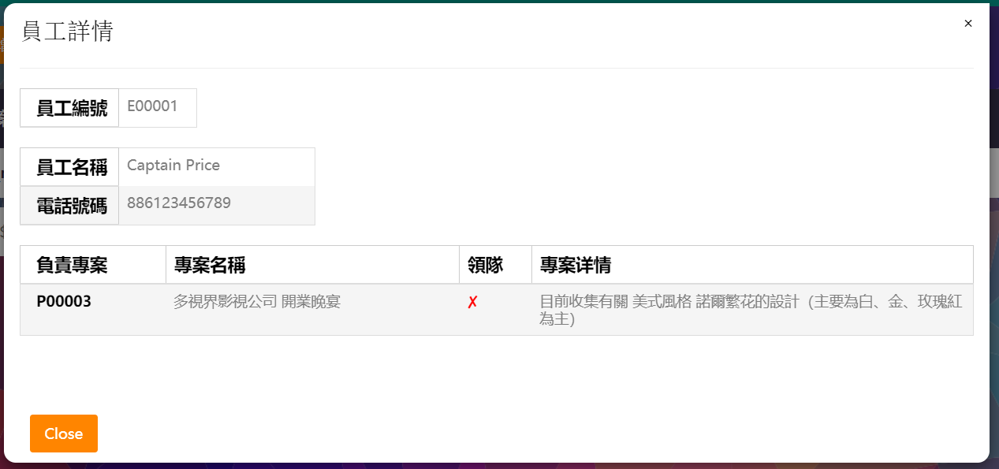 員工詳情
×
員工編號 E00001
員工名稱 Captain Price
電話號碼 886123456789
負責專案 專案名稱 領隊 專案详情
P00003 多視界影視公司 開業晚宴 ✗ 目前收集有關 美式風格 諾爾繁花的設計（主要為白、金、玫瑰紅
為主）
Close